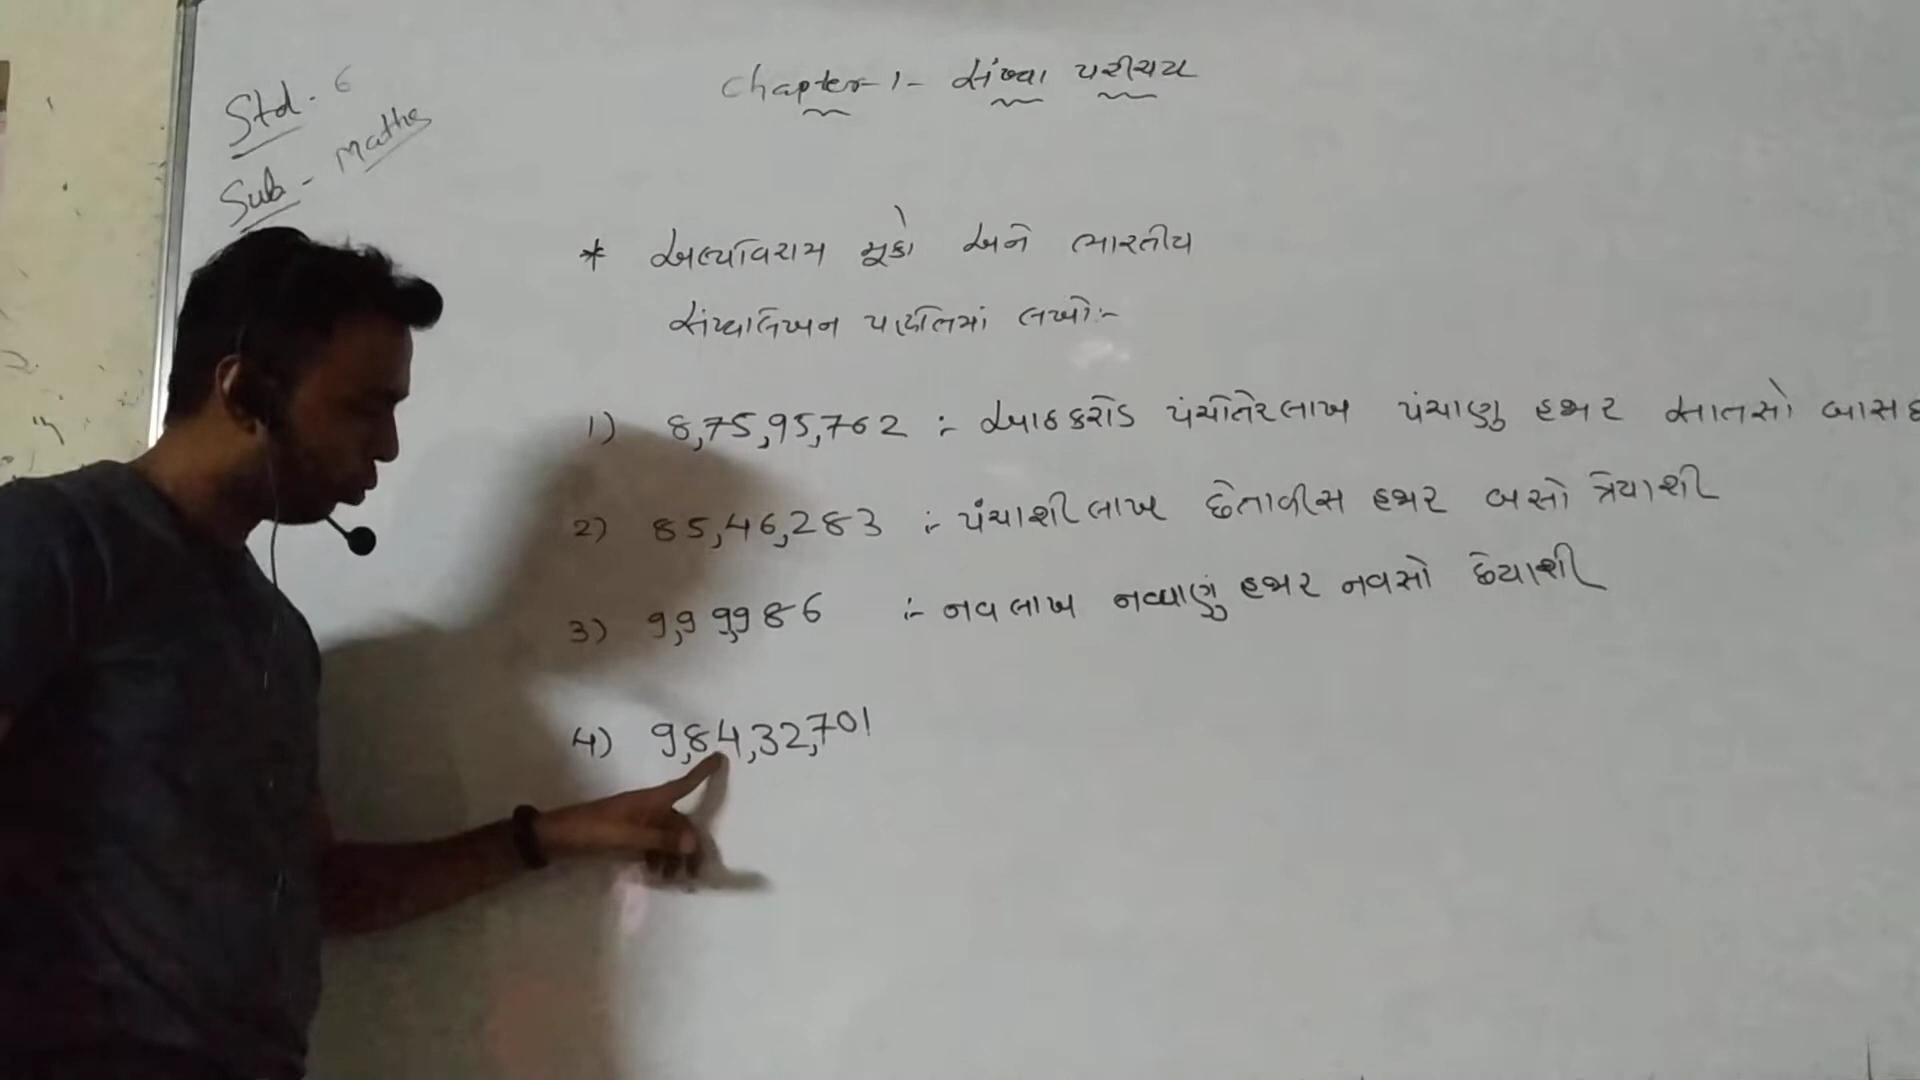 Std. 6
Sub - Maths
Chapter-1- સંખ્યા પરીચય
* અલ્પવિરામ મૂકો અને ભારતીય
સંખ્યાલેખન પધ્ધતિમાં લખો:-
1) 8,75,95,762 :- આઠ કરોડ પંચોતેર લાખ પંચાણુ હજાર સાતસો બાસઠ
2) 85,46,283 :- પંચાશી લાખ છેતાલીસ હજાર બસો ત્રેયાશી
3) 9,99,986 :- નવ લાખ નવ્વાણું હજાર નવસો છેયાશી
4) 9,84,32,701